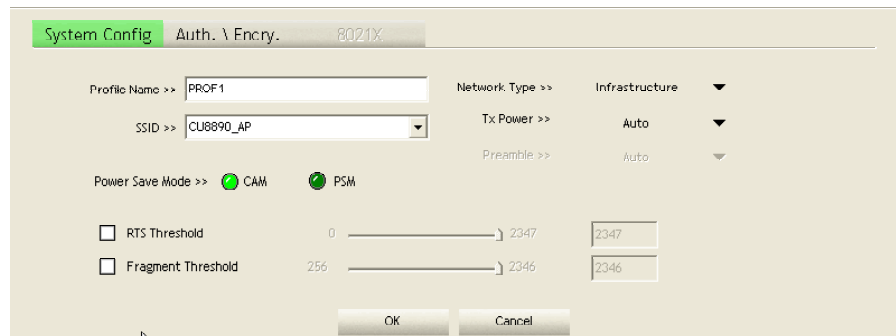 System Config Auth. \ Encry. 8021X
Profile Name >> PROF1 Network Type >> Infrastructure
SSID >> CU8890_AP Tx Power >> Auto
Preamble >> Auto
Power Save Mode >> CAM PSM
RTS Threshold 0 2347 2347
Fragment Threshold 256 2346 2346
OK Cancel